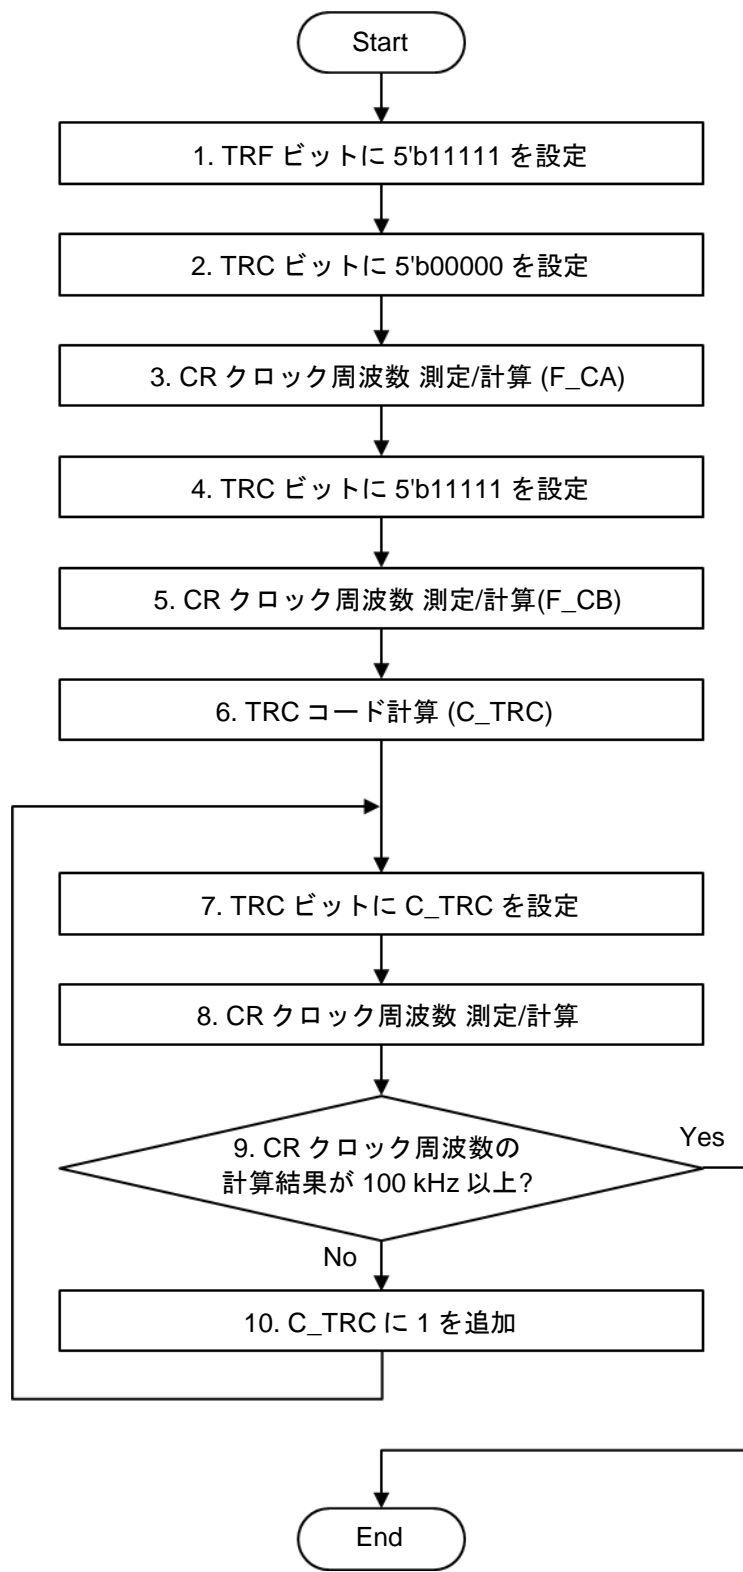 Start
1. TRF ビットに 5'b11111 を設定
2. TRC ビットに 5'b00000 を設定
3. CR クロック周波数 測定/計算 (F_CA)
4. TRC ビットに 5'b11111 を設定
5. CR クロック周波数 測定/計算(F_CB)
6. TRC コード計算 (C_TRC)
7. TRC ビットに C_TRC を設定
8. CR クロック周波数 測定/計算
9. CR クロック周波数の
計算結果が 100 kHz 以上?
Yes
No
10. C_TRC に 1 を追加
End